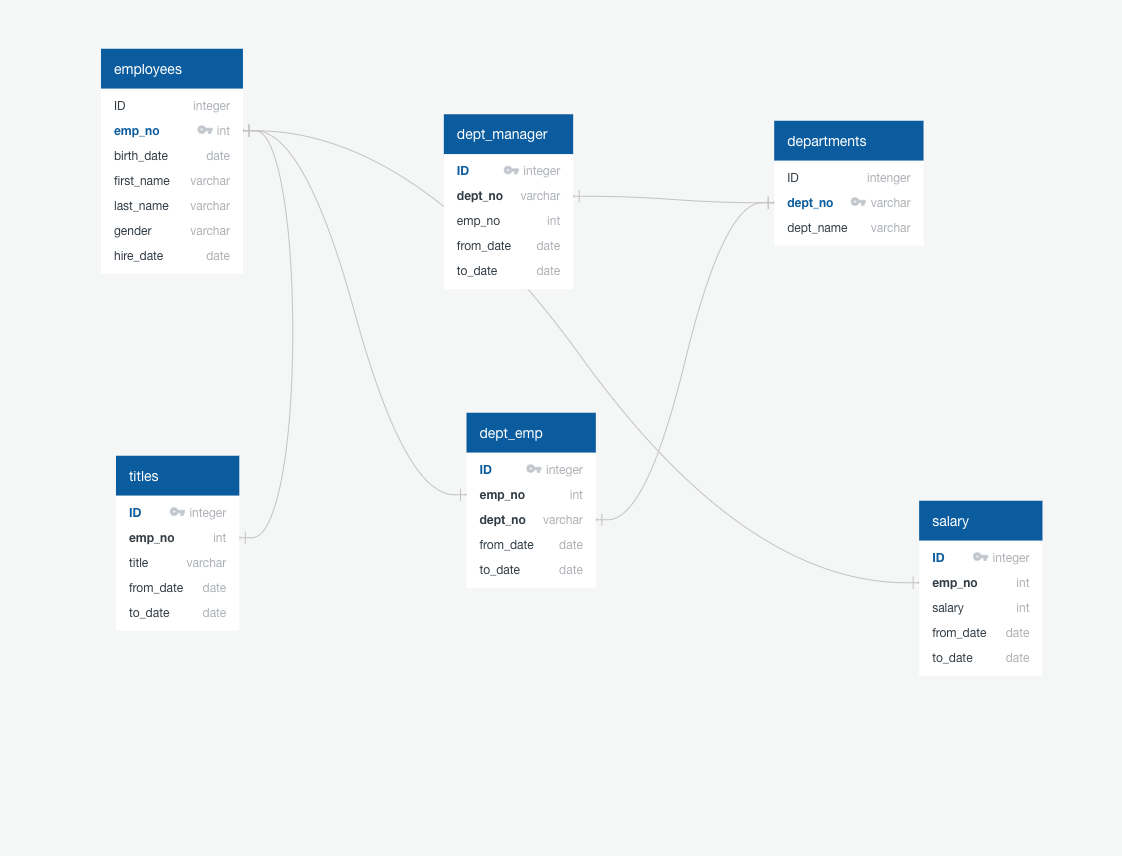 employees
ID integer
emp_no int
birth_date date
first_name varchar
last_name varchar
gender varchar
hire_date date
dept_manager
ID integer
dept_no varchar
emp_no int
from_date date
to_date date
departments
ID intenger
dept_no varchar
dept_name varchar
dept_emp
ID integer
emp_no int
dept_no varchar
from_date date
to_date date
titles
ID integer
emp_no int
title varchar
from_date date
to_date date
salary
ID integer
emp_no int
salary int
from_date date
to_date date